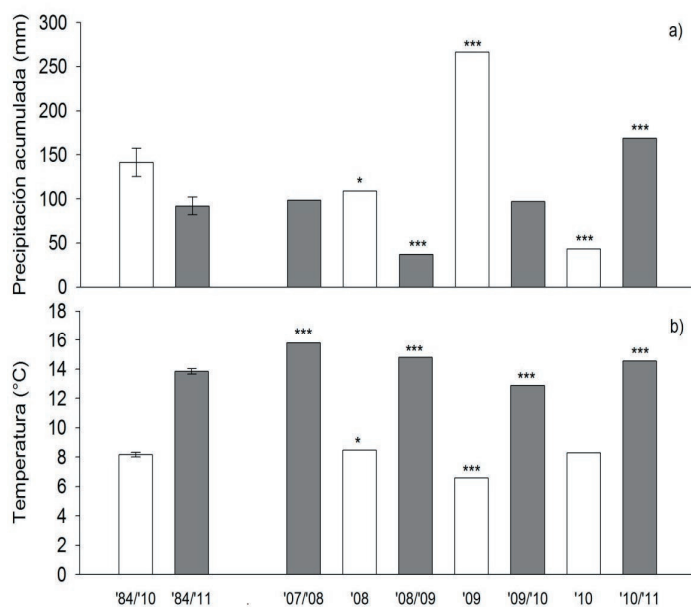 a)
Precipitación acumulada (mm)
300
250
200
150
100
50
0
* *** *** *** ***
b)
Temperatura (°C)
18
16
14
12
10
8
6
4
2
0
*** * *** *** *** ***
'84/'10 '84/'11 '07/'08 '08 '08/'09 '09 '09/'10 '10 '10/'11